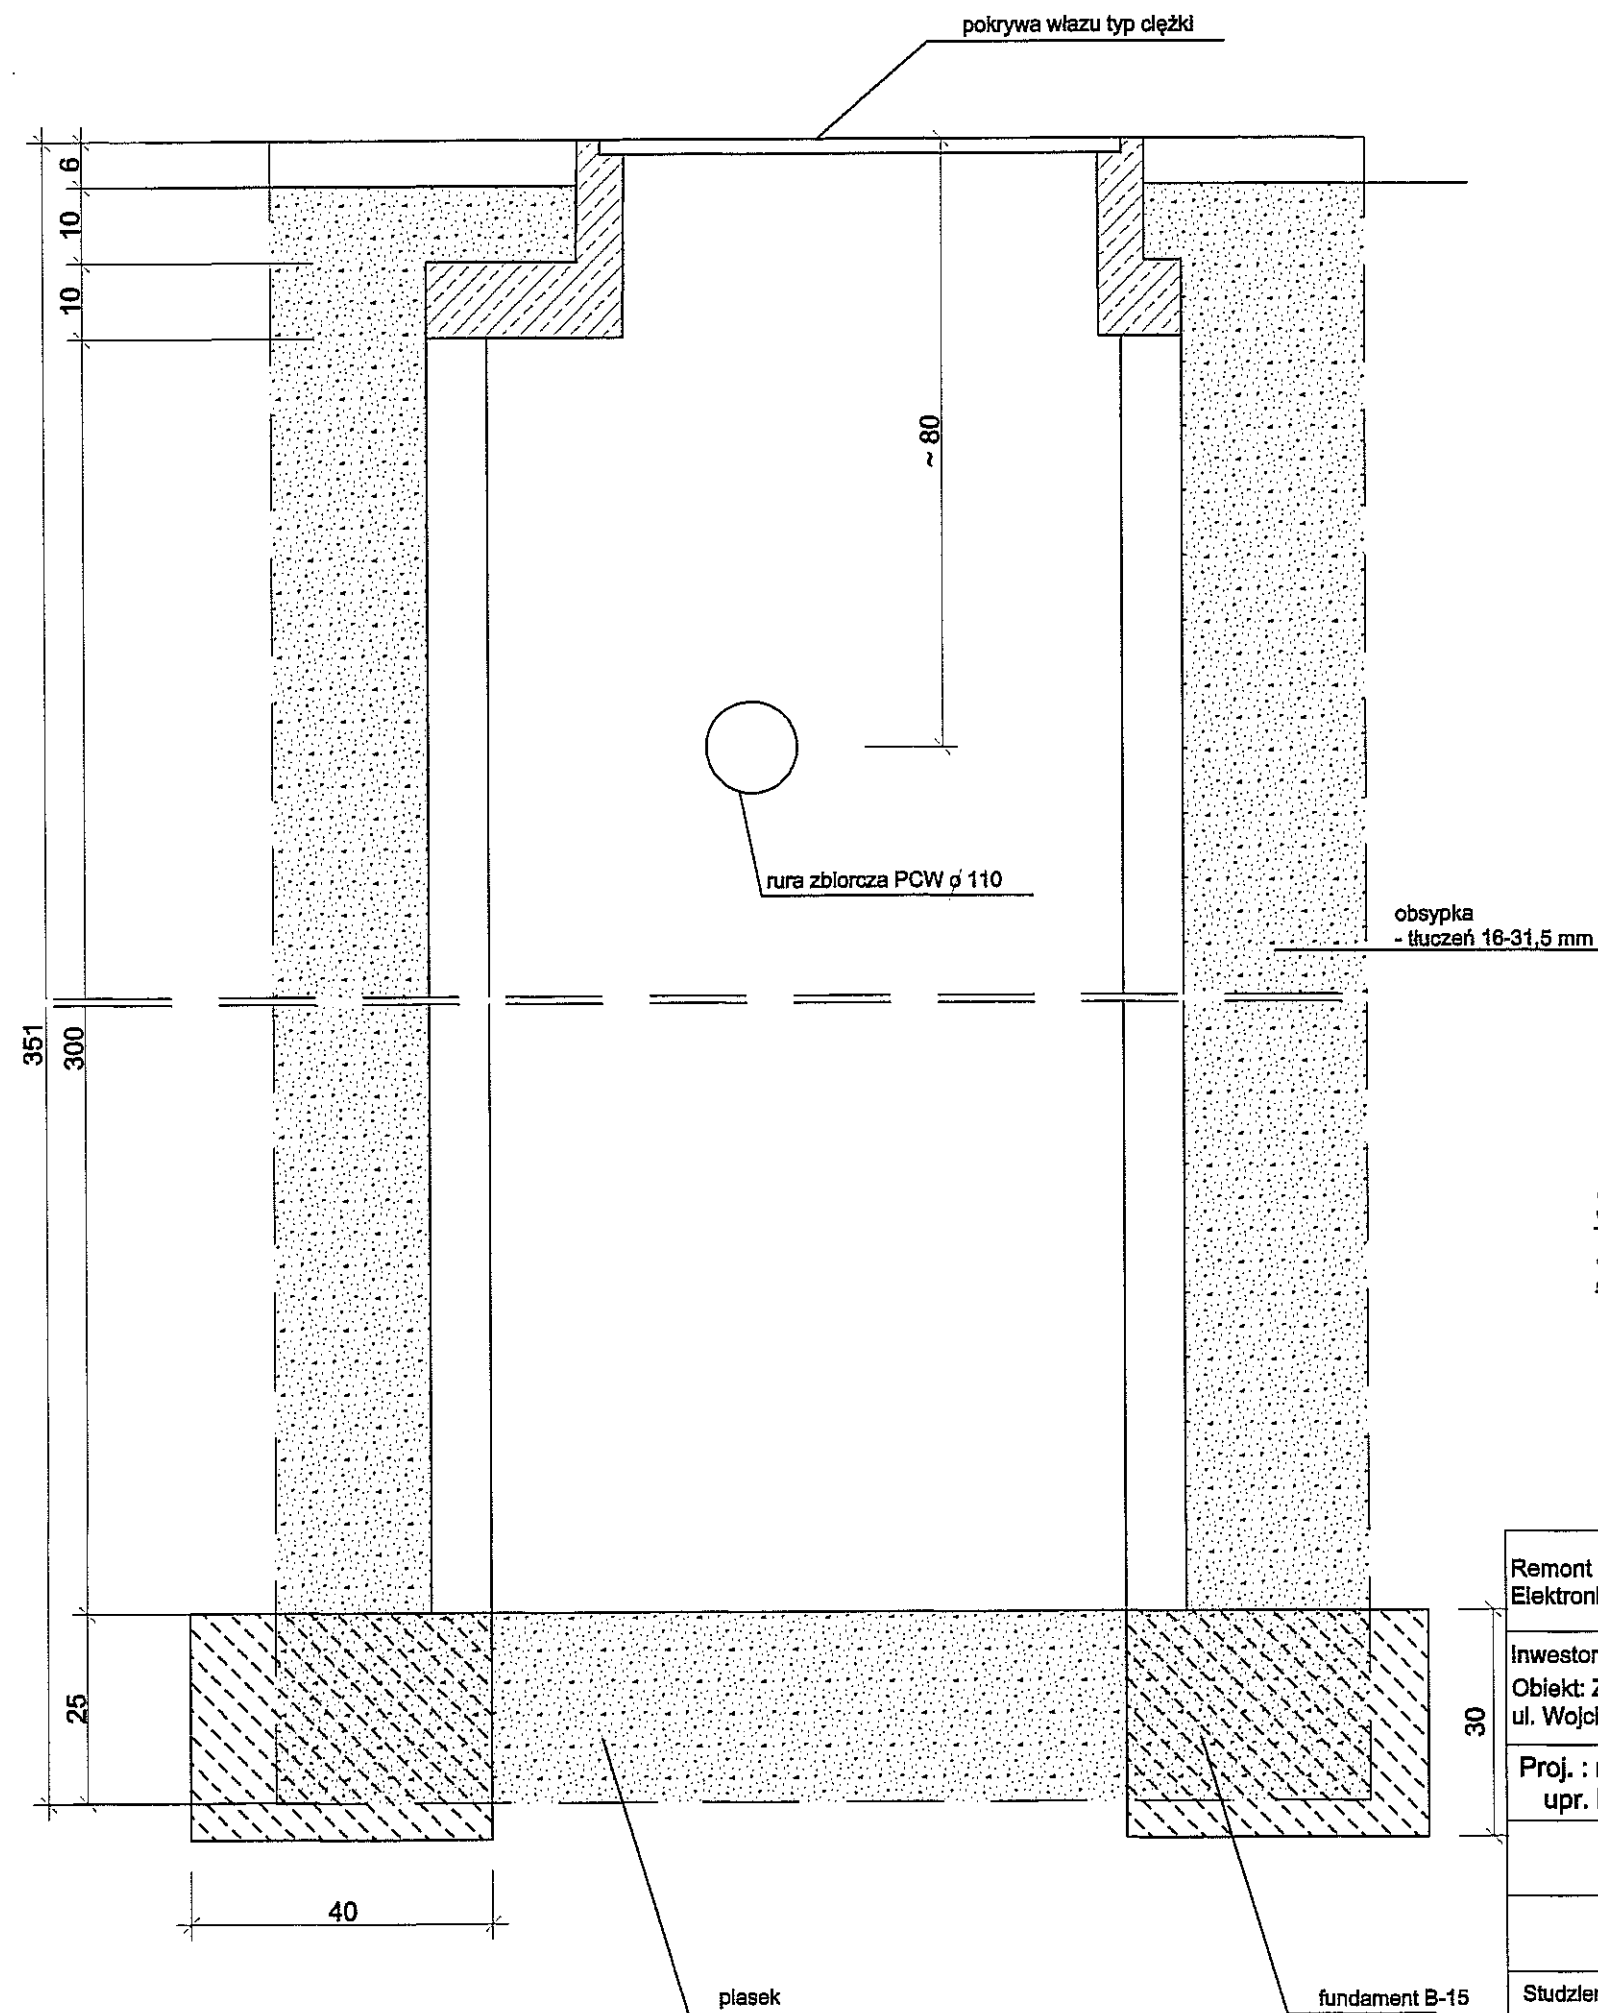 pokrywa włazu typ ciężki
6
10
10
~ 80
rura zbiorcza PCW ø 110
obsypka
- tłuczeń 16-31,5 mm
351
300
25
30
40
piasek
fundament B-15
Remont
Inwestor
Obiekt:
ul.
Proj. :
upr.